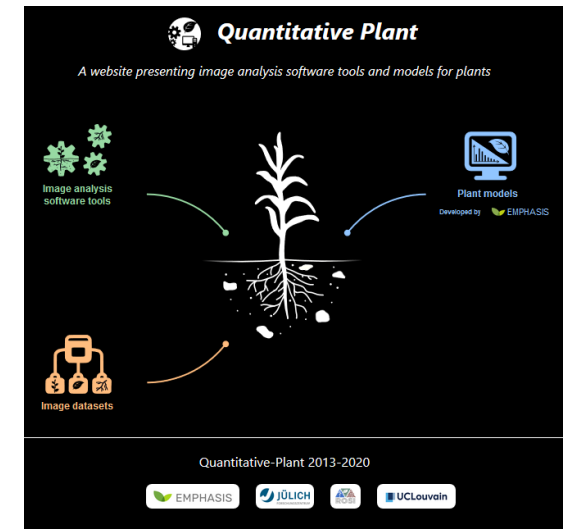 Quantitative Plant
A website presenting image analysis software tools and models for plants
Image analysis
software tools
Plant models
Developed by EMPHASIS
Image datasets
Quantitative-Plant 2013-2020
EMPHASIS
JÜLICH
ROSI
UCLouvain